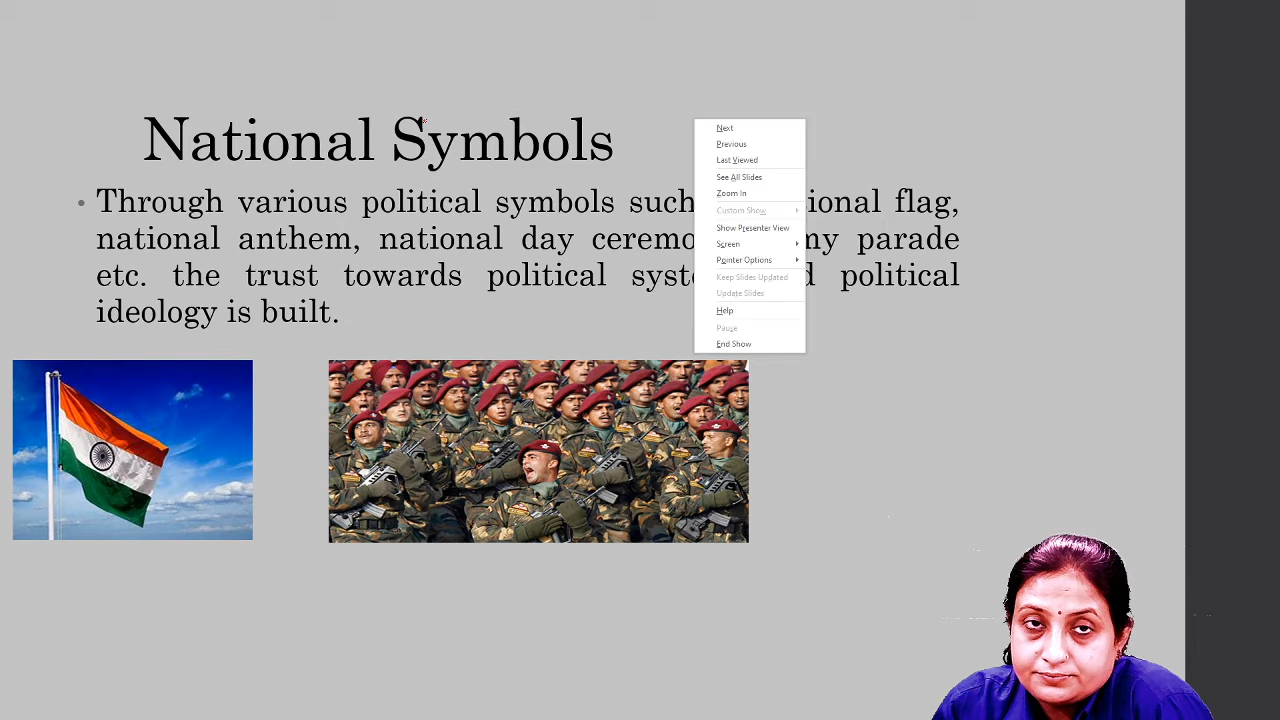 National Symbols
• Through various political symbols such ional flag,
national anthem, national day ceremo my parade
etc. the trust towards political syst d political
ideology is built.
Next
Previous
Last Viewed
See All Slides
Zoom In
Custom Show
Show Presenter View
Screen
Pointer Options
Keep Slides Updated
Update Slides
Help
Pause
End Show